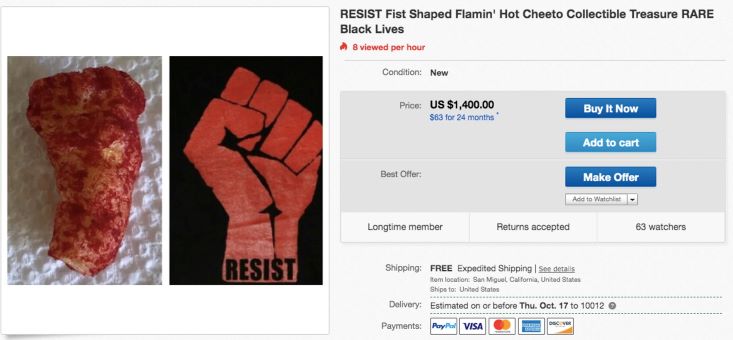 RESIST Fist Shaped Flamin' Hot Cheeto Collectible Treasure RARE
Black Lives
8 viewed per hour
Condition: New
Price: US $1,400.00
$63 for 24 months *
Buy It Now
Add to cart
Best Offer:
Make Offer
Add to Watchlist
Longtime member Returns accepted 63 watchers
RESIST
Shipping: FREE Expedited Shipping | See details
Item location: San Miguel, California, United States
Ships to: United States
Delivery: Estimated on or before Thu. Oct. 17 to 10012 ?
Payments: PayPal VISA MasterCard AMERICAN EXPRESS DISCOVER